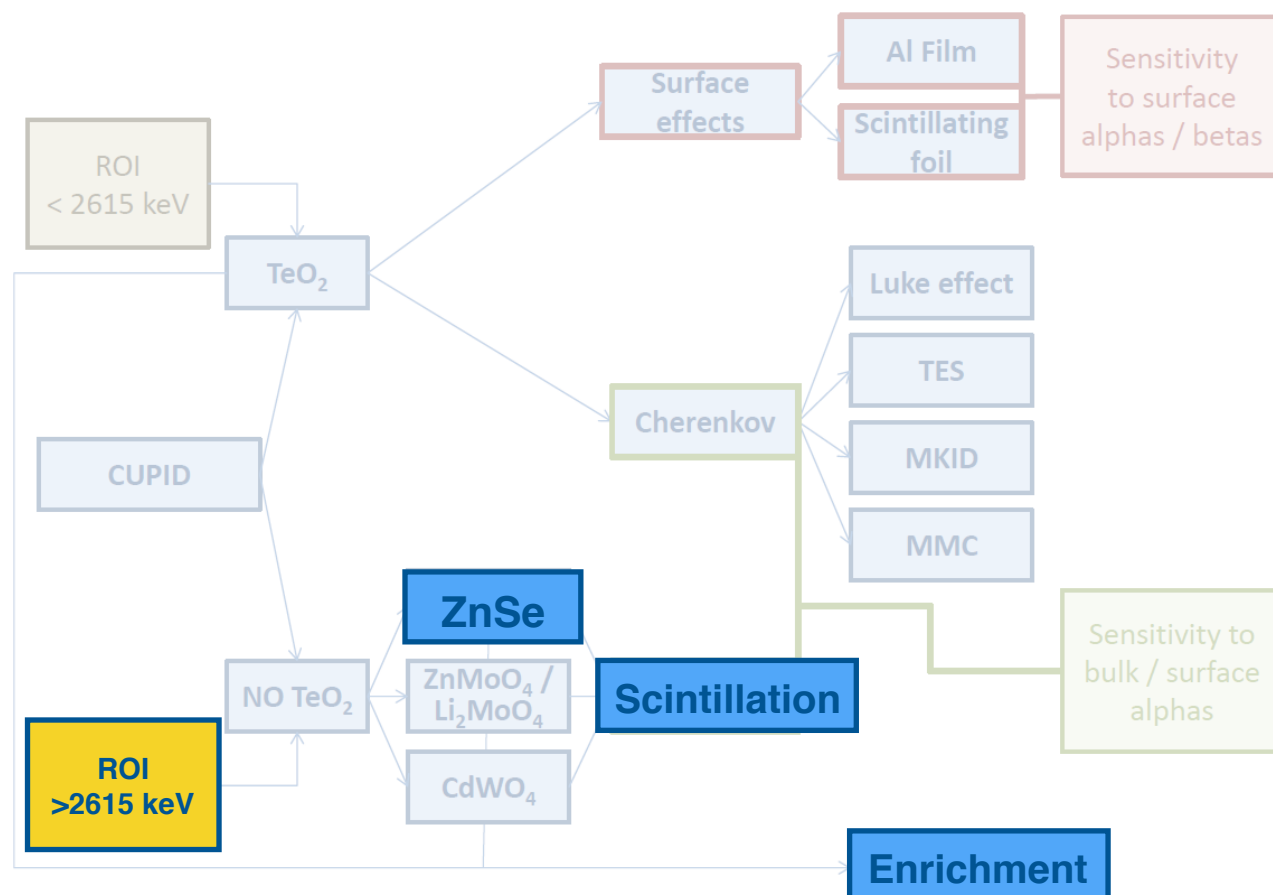 Al Film
Surface
effects
Scintillating
foil
Sensitivity
to surface
alphas / betas
ROI
< 2615 keV
TeO₂
Luke effect
TES
Cherenkov
MKID
CUPID
MMC
ZnSe
NO TeO₂
ZnMoO₄ /
Li₂MoO₄
Scintillation
Sensitivity to
bulk / surface
alphas
ROI
>2615 keV
CdWO₄
Enrichment